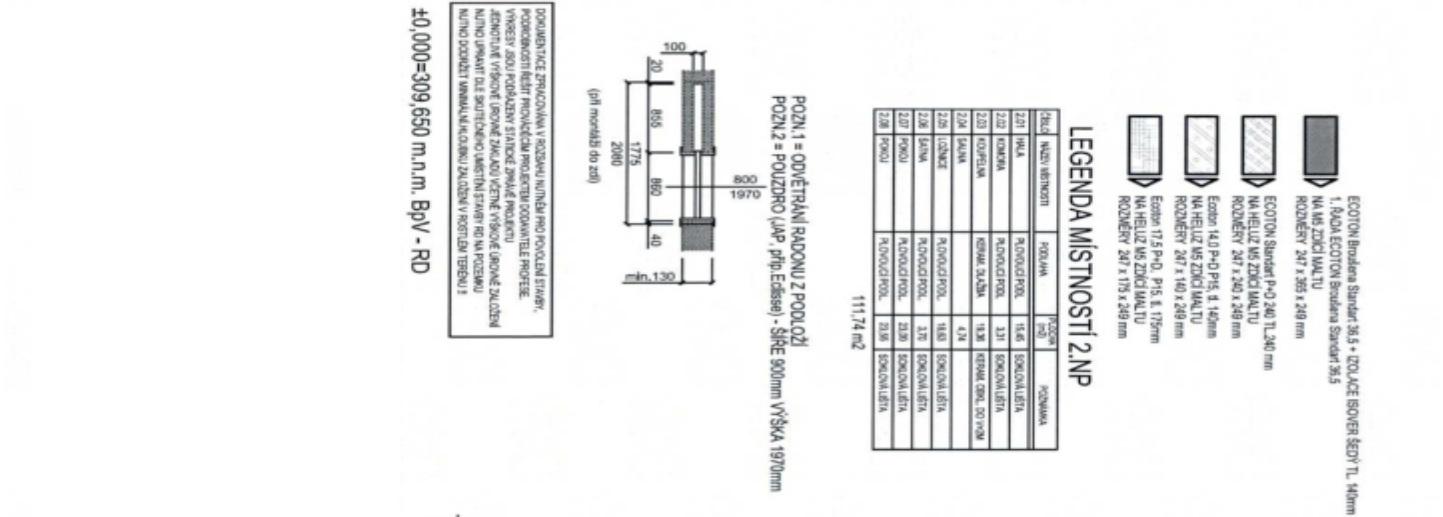 ECOTON Broušena Standart 36,5 + IZOLACE ISOVER ŠEDÝ TL. 140mm
1. ŘADA ECOTON Broušena Standart 36,5
NA M5 ZDÍCÍ MALTU
ROZMĚRY 247 x 365 x 249 mm
ECOTON Standart P+D 240 TL.240 mm
NA HELUZ M5 ZDÍCÍ MALTU
ROZMĚRY 247 x 240 x 249 mm
Ecoton 14,0 P+D P15, tl. 140mm
NA HELUZ M5 ZDÍCÍ MALTU
ROZMĚRY 247 x 140 x 249 mm
Ecoton 17,5 P+D, P15, tl. 175mm
NA HELUZ M5 ZDÍCÍ MALTU
ROZMĚRY 247 x 175 x 249 mm
LEGENDA MÍSTNOSTÍ 2.NP
ČÍSLO NÁZEV MÍSTNOSTI PODLAHA PLOCHA (m2) POZNÁMKA
2.01 HALA PLOVOUCÍ PODL. 15,45 SOKLOVÁ LIŠTA
2.02 KOMORA PLOVOUCÍ PODL. 3,31 SOKLOVÁ LIŠTA
2.03 KOUPELNA KERAM. DLAŽBA 19,36 KERAM. OBKL. DO
2.04 SAUNA 4,74
2.05 LOŽNICE PLOVOUCÍ PODL. 18,63 SOKLOVÁ LIŠTA
2.06 ŠATNA PLOVOUCÍ PODL. 3,70 SOKLOVÁ LIŠTA
2.07 POKOJ PLOVOUCÍ PODL. 23,00 SOKLOVÁ LIŠTA
2.08 POKOJ PLOVOUCÍ PODL. 23,55 SOKLOVÁ LIŠTA
111,74 m2
POZN.1 = ODVĚTRÁNÍ RADONU Z PODLOŽÍ
POZN.2 = POUZDRO (JAP, příp.Eclisse) - ŠÍŘE 900mm VÝŠKA 1970mm
800
1970
100
min.130
20 855 860 40
1775
2080
(při montáži do zdi)
DOKUMENTACE ZPRACOVÁNA V ROZSAHU NUTNÉM PRO POVOLENÍ STAVBY,
PODROBNOSTI ŘEŠIT PROVÁDĚCÍM PROJEKTEM DODAVATELE PROFESE.
VÝKRESY JSOU PODŘAZENY STATICKÉ ZPRÁVĚ PROJEKTU
JEDNOTLIVÉ VÝŠKOVÉ ÚROVNĚ ZÁKLADŮ VČETNĚ VÝŠKOVÉ ÚROVNĚ ZALOŽENÍ
NUTNO UPRAVIT DLE SKUTEČNÉHO UMÍSTĚNÍ STAVBY RD NA POZEMKU
NUTNO DODRŽET MINIMÁLNÍ HLOUBKU ZALOŽENÍ V ROSTLÉM TERÉNU !!
±0,000=309,650 m.n.m. BpV - RD